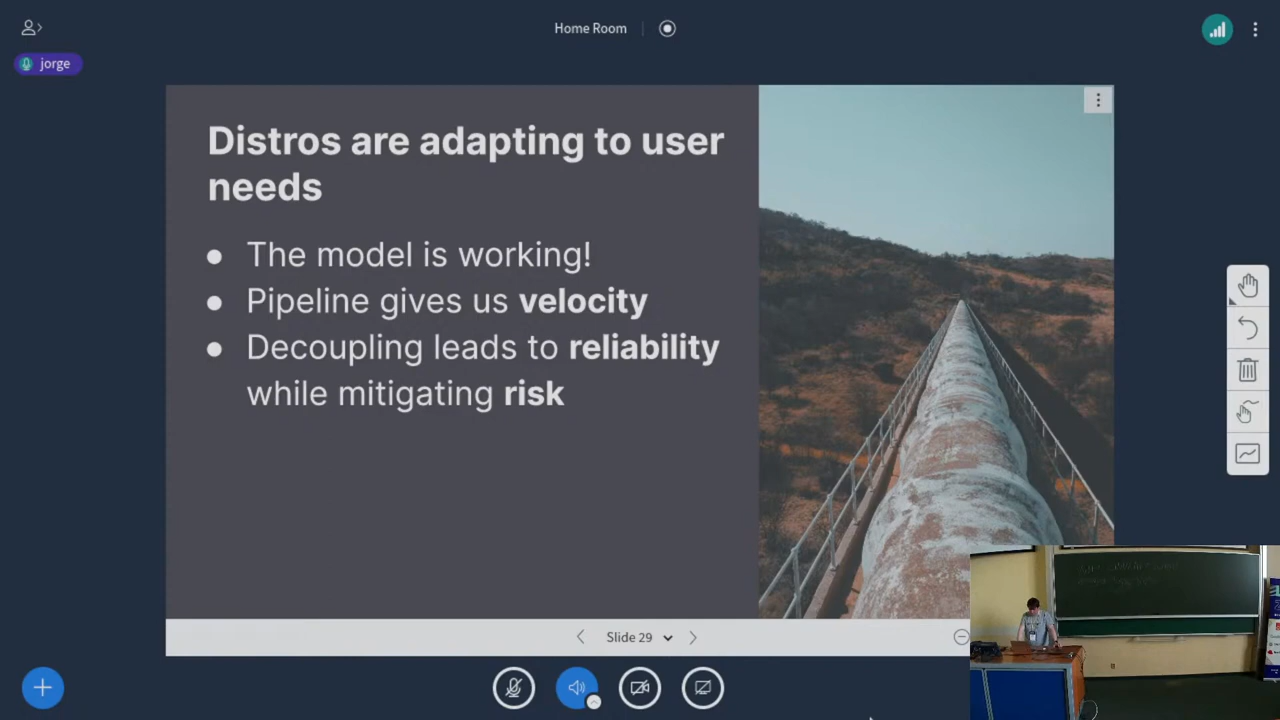 Home Room
jorge
Distros are adapting to user
needs
● The model is working!
● Pipeline gives us velocity
● Decoupling leads to reliability
while mitigating risk
Slide 29